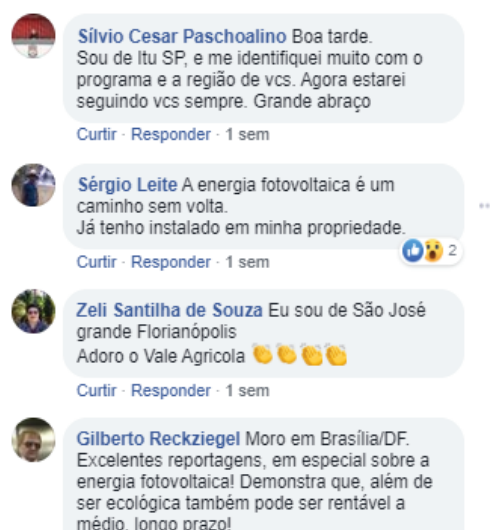 Sílvio Cesar Paschoalino Boa tarde.
Sou de Itu SP, e me identifiquei muito com o
programa e a região de vcs. Agora estarei
seguindo vcs sempre. Grande abraço
Curtir · Responder · 1 sem
Sérgio Leite A energia fotovoltaica é um
caminho sem volta.
Já tenho instalado em minha propriedade.
2
Curtir · Responder · 1 sem
Zeli Santilha de Souza Eu sou de São José
grande Florianópolis
Adoro o Vale Agricola 👏👏👏👏
Curtir · Responder · 1 sem
Gilberto Reckziegel Moro em Brasília/DF.
Excelentes reportagens, em especial sobre a
energia fotovoltaica! Demonstra que, além de
ser ecológica também pode ser rentável a
médio, longo prazo!